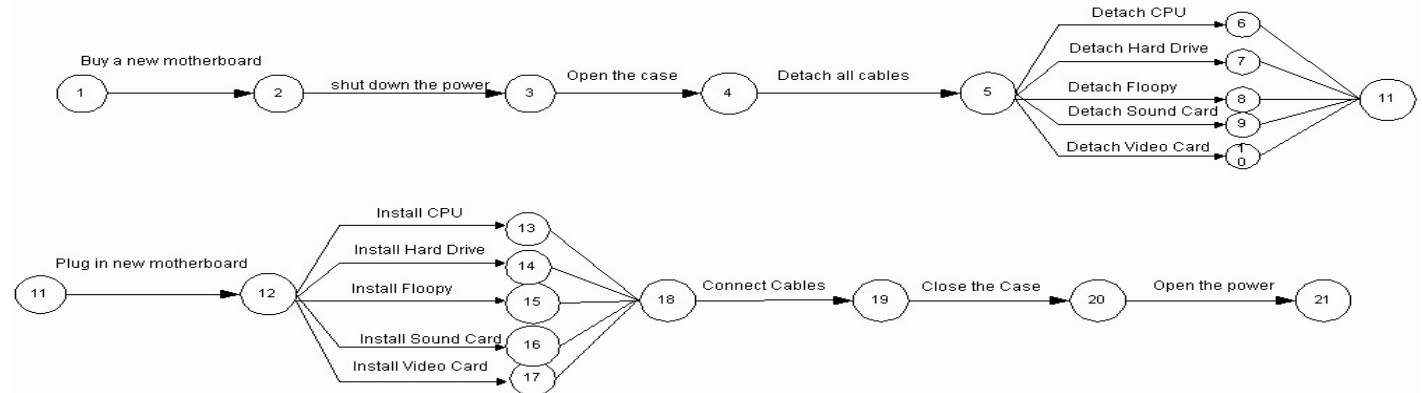 Buy a new motherboard
1
2
shut down the power
3
Open the case
4
Detach all cables
5
Detach CPU
6
Detach Hard Drive
7
Detach Floopy
8
Detach Sound Card
9
Detach Video Card
10
11
11
Plug in new motherboard
12
Install CPU
13
Install Hard Drive
14
Install Floopy
15
Install Sound Card
16
Install Video Card
17
18
Connect Cables
19
Close the Case
20
Open the power
21